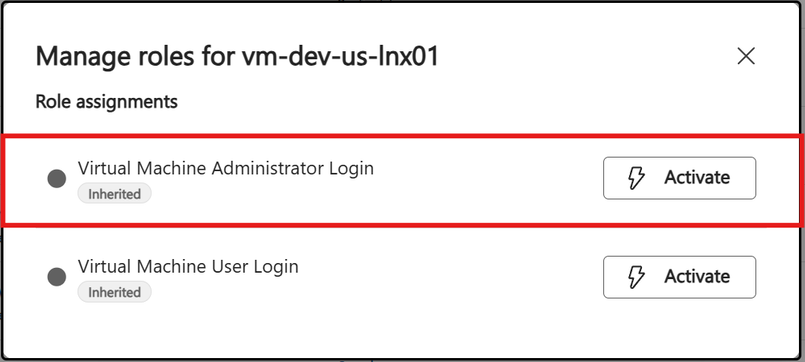 Manage roles for vm-dev-us-lnx01
Role assignments
Virtual Machine Administrator Login
Inherited
Activate
Virtual Machine User Login
Inherited
Activate